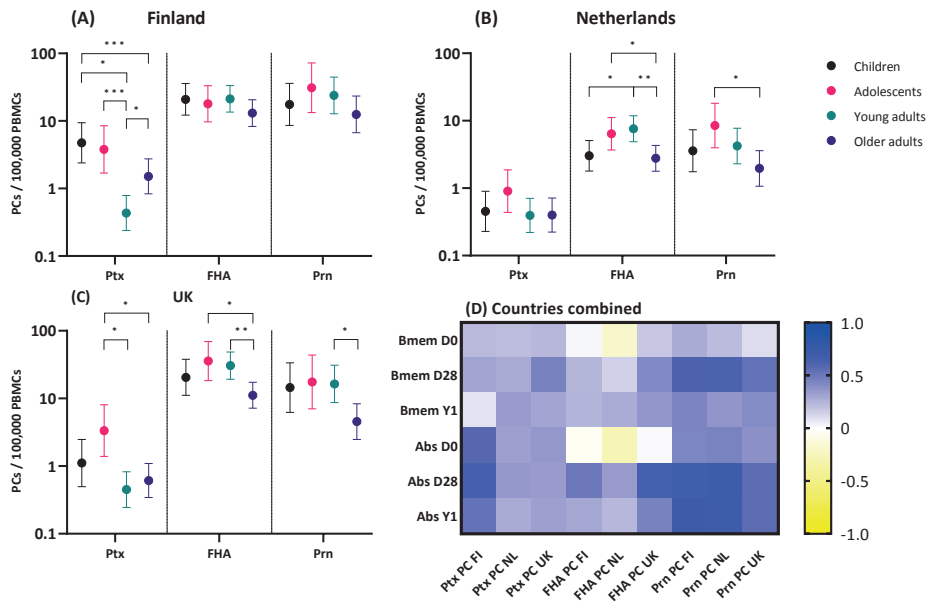 (A) Finland
PCs / 100,000 PBMCs
100
10
1
0.1
***
*
***
*
Ptx FHA Prn
(B) Netherlands
PCs / 100,000 PBMCs
100
10
1
0.1
*
* **
*
Ptx FHA Prn
Children
Adolescents
Young adults
Older adults
(C) UK
PCs / 100,000 PBMCs
100
10
1
0.1
*
*
*
**
*
Ptx FHA Prn
(D) Countries combined
Bmem D0
Bmem D28
Bmem Y1
Abs D0
Abs D28
Abs Y1
Ptx PC FI
Ptx PC NL
Ptx PC UK
FHA PC FI
FHA PC NL
FHA PC UK
Prn PC FI
Prn PC NL
Prn PC UK
1.0
0.5
0
-0.5
-1.0